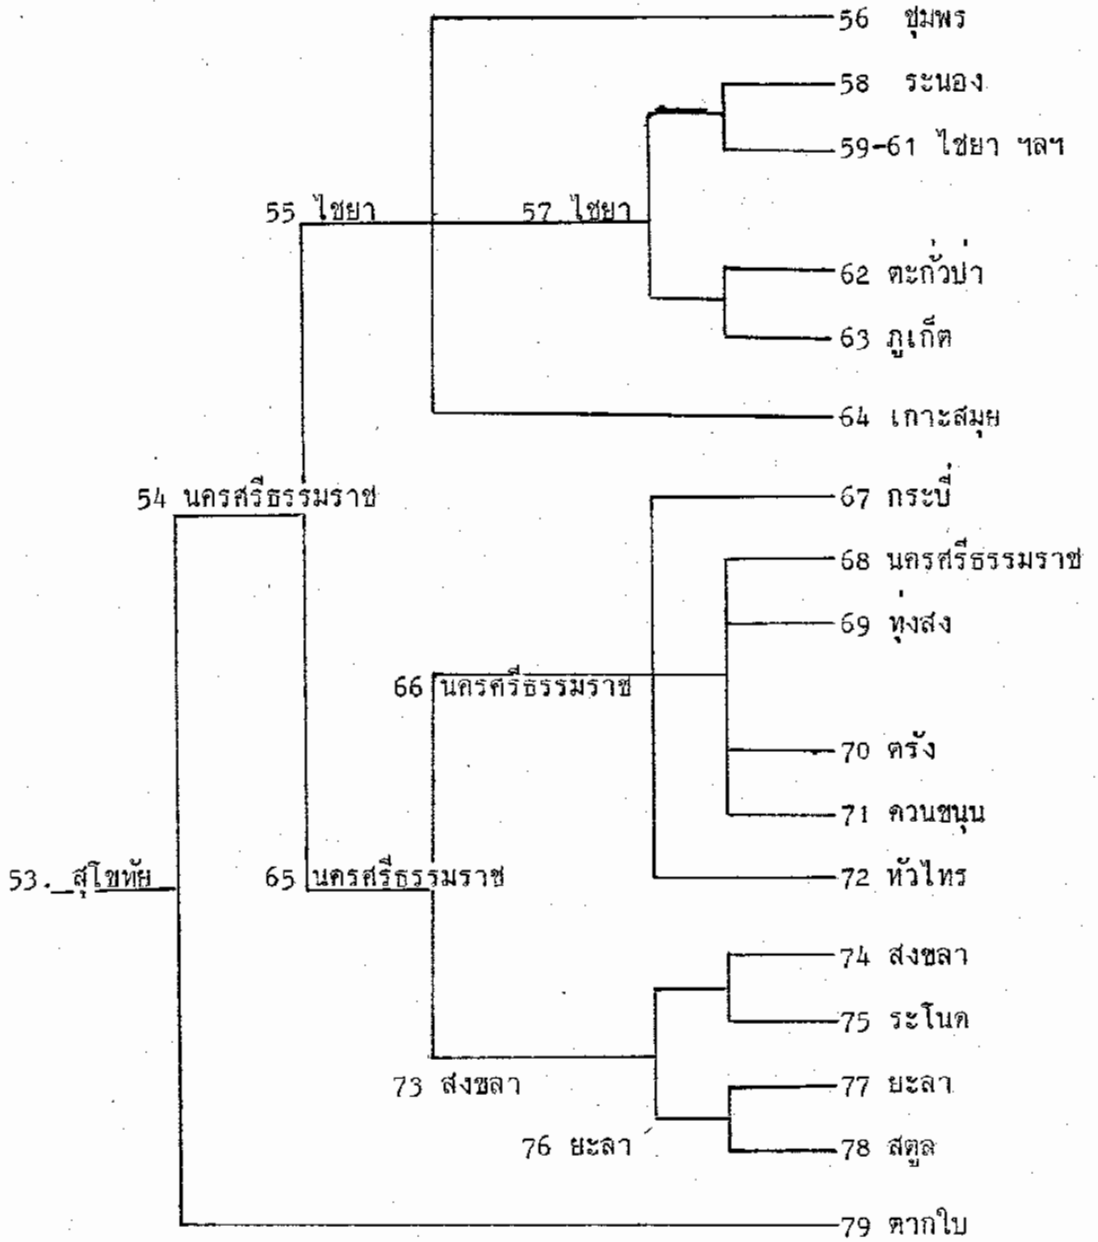 56 ชุมพร
58 ระนอง
59-61 ไชยา ฯลฯ
55 ไชยา
57 ไชยา
62 ตะกั่วป่า
63 ภูเก็ต
64 เกาะสมุย
54 นครศรีธรรมราช
67 กระบี่
68 นครศรีธรรมราช
69 ทุ่งสง
66 นครศรีธรรมราช
70 ตรัง
71 ควนขนุน
53. สุโขทัย
65 นครศรีธรรมราช
72 หัวไทร
74 สงขลา
75 ระโนด
73 สงขลา
77 ยะลา
76 ยะลา
78 สตูล
79 ตากใบ